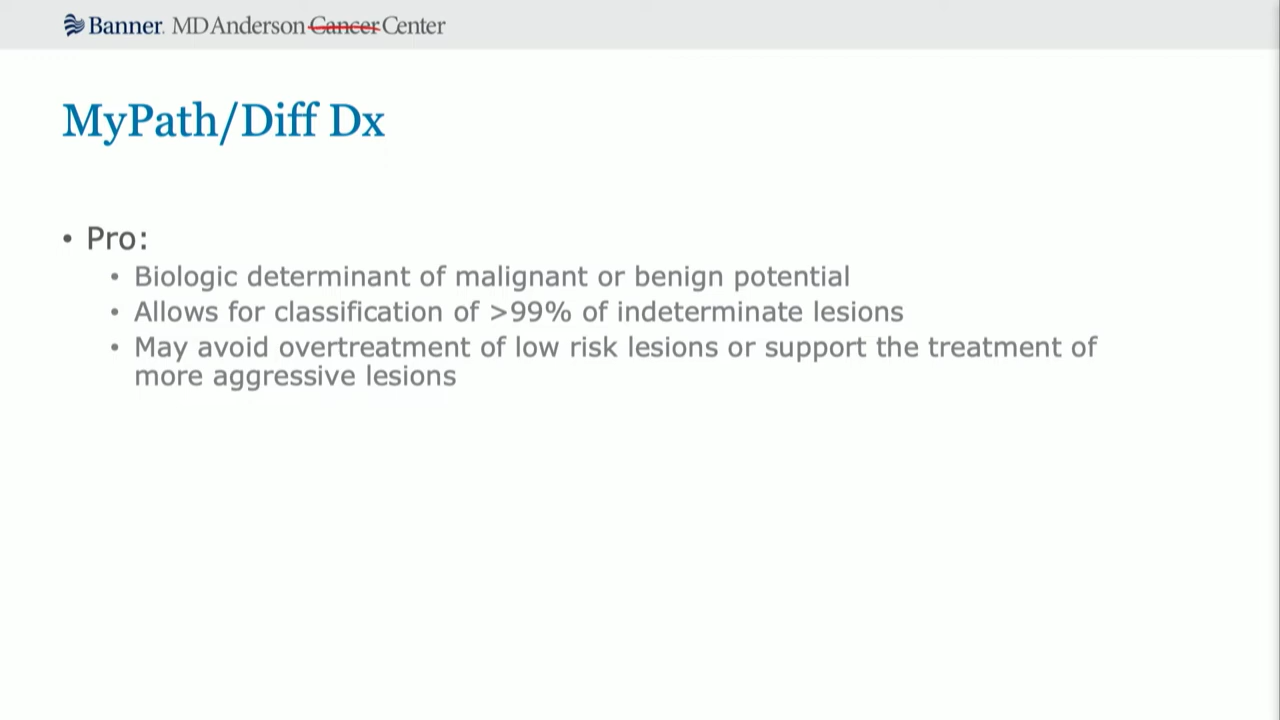 Banner. MD Anderson Cancer Center
MyPath/Diff Dx
• Pro:
• Biologic determinant of malignant or benign potential
• Allows for classification of >99% of indeterminate lesions
• May avoid overtreatment of low risk lesions or support the treatment of
more aggressive lesions